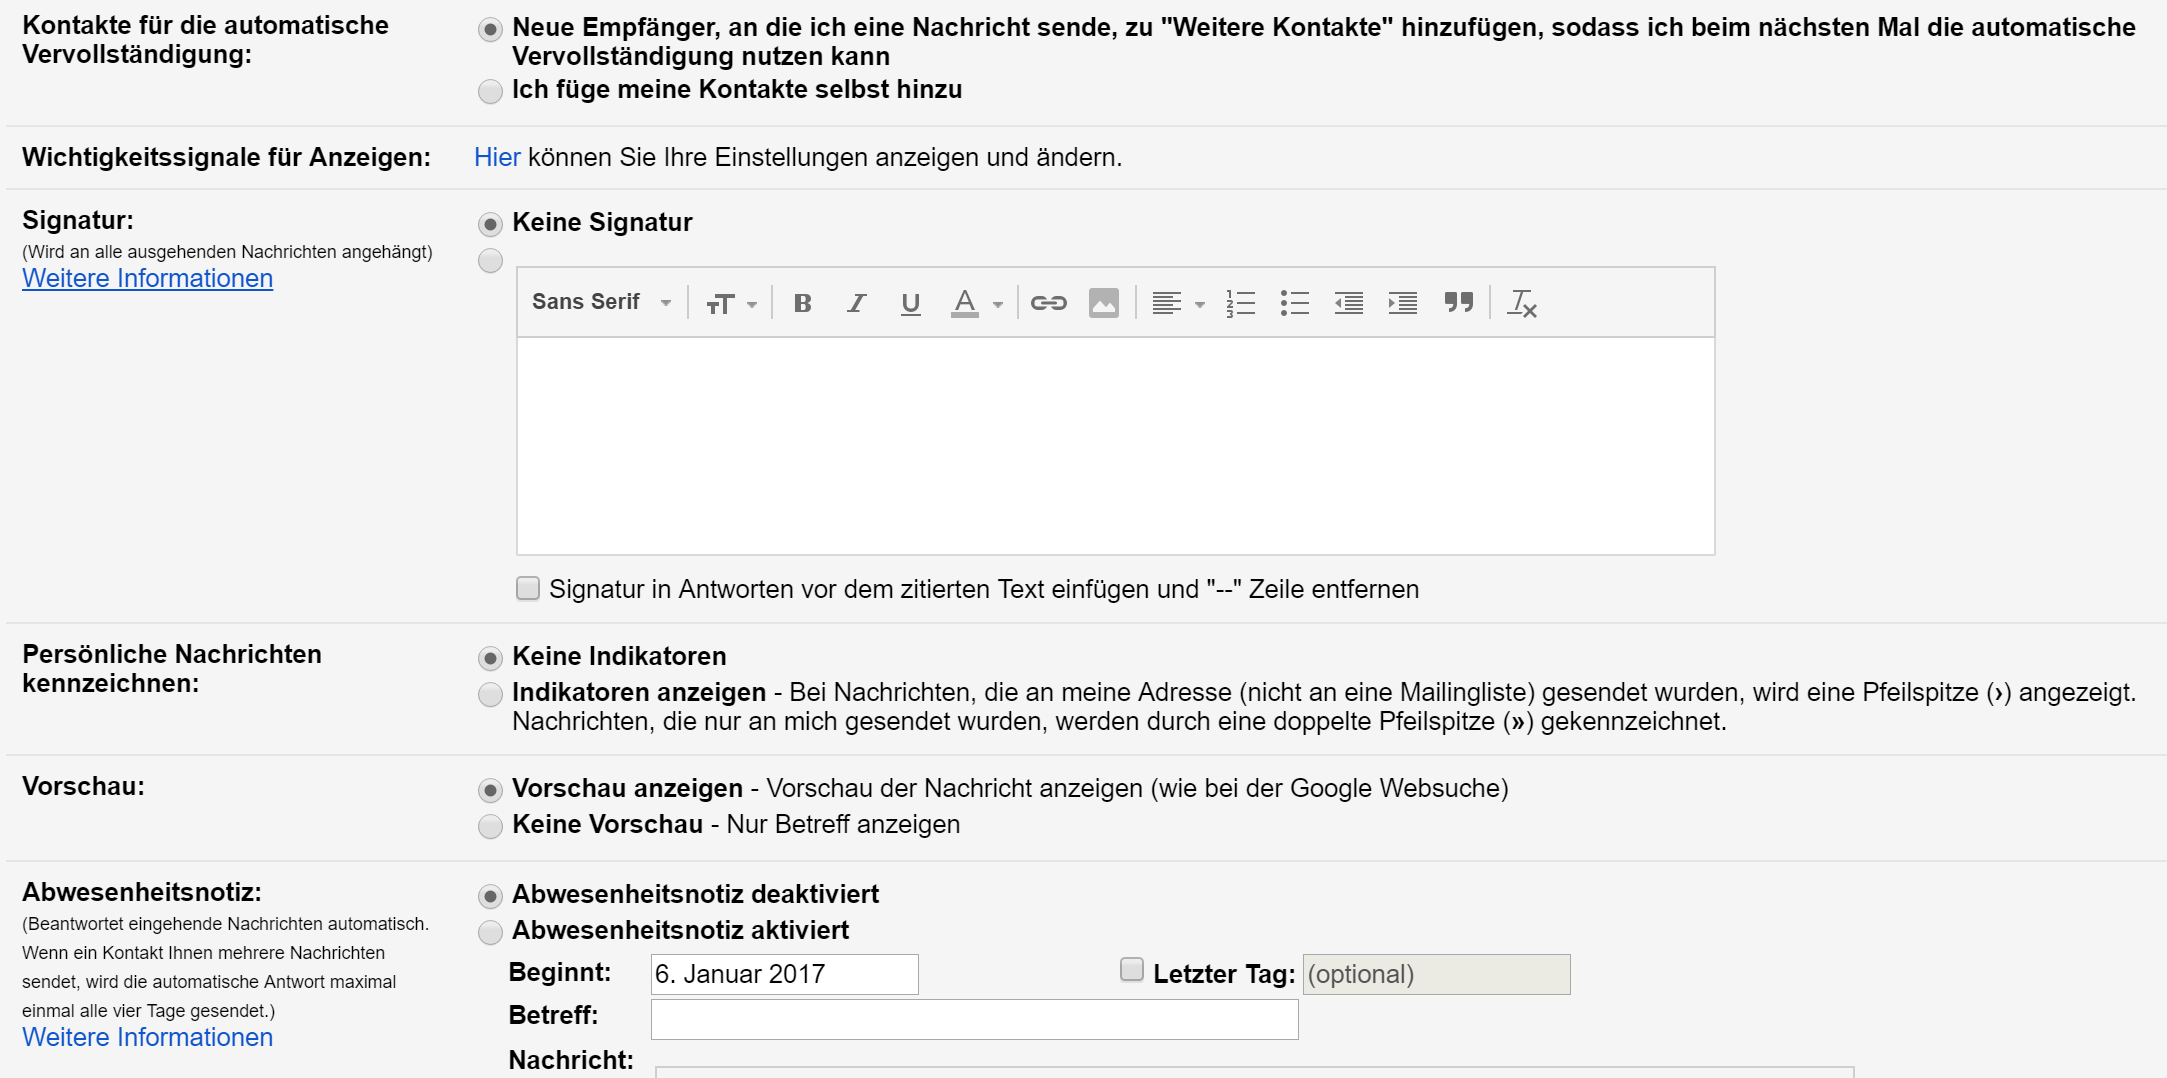 Kontakte für die automatische
Vervollständigung:
Neue Empfänger, an die ich eine Nachricht sende, zu "Weitere Kontakte" hinzufügen, sodass ich beim nächsten Mal die automatische
Vervollständigung nutzen kann
Ich füge meine Kontakte selbst hinzu
Wichtigkeitssignale für Anzeigen:
Hier können Sie Ihre Einstellungen anzeigen und ändern.
Signatur:
(Wird an alle ausgehenden Nachrichten angehängt)
Weitere Informationen
Keine Signatur
Sans Serif
Signatur in Antworten vor dem zitierten Text einfügen und "--" Zeile entfernen
Persönliche Nachrichten
kennzeichnen:
Keine Indikatoren
Indikatoren anzeigen - Bei Nachrichten, die an meine Adresse (nicht an eine Mailingliste) gesendet wurden, wird eine Pfeilspitze (›) angezeigt.
Nachrichten, die nur an mich gesendet wurden, werden durch eine doppelte Pfeilspitze (») gekennzeichnet.
Vorschau:
Vorschau anzeigen - Vorschau der Nachricht anzeigen (wie bei der Google Websuche)
Keine Vorschau - Nur Betreff anzeigen
Abwesenheitsnotiz:
(Beantwortet eingehende Nachrichten automatisch.
Wenn ein Kontakt Ihnen mehrere Nachrichten
sendet, wird die automatische Antwort maximal
einmal alle vier Tage gesendet.)
Weitere Informationen
Abwesenheitsnotiz deaktiviert
Abwesenheitsnotiz aktiviert
Beginnt: 6. Januar 2017 Letzter Tag: (optional)
Betreff:
Nachricht: